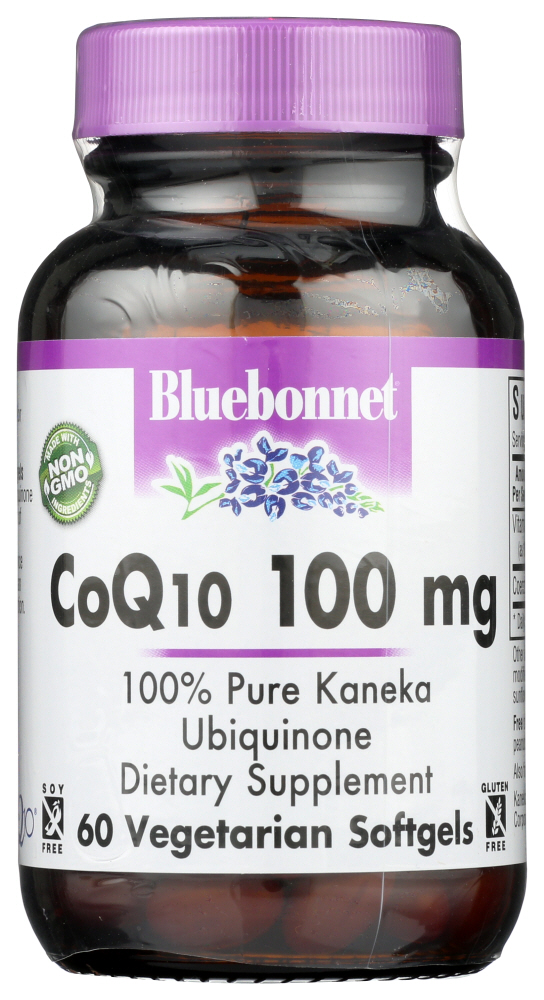 Bluebonnet
MADE WITH
NON
GMO
INGREDIENTS
CoQ10 100 mg
100% Pure Kaneka
Ubiquinone
Dietary Supplement
60 Vegetarian Softgels
SOY
FREE
GLUTEN
FREE